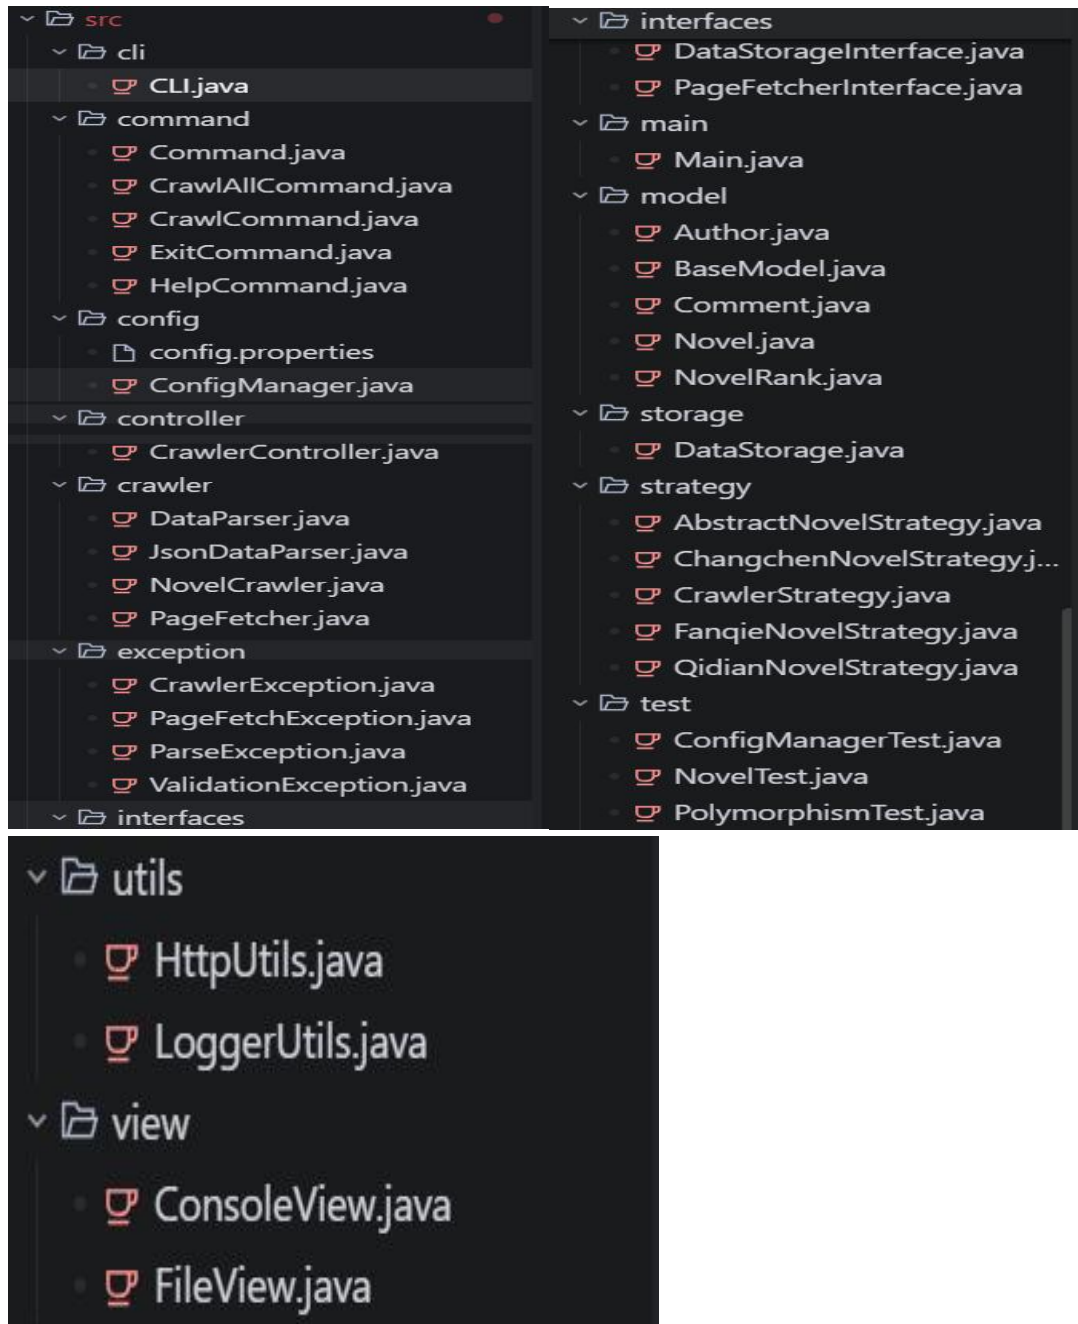 src
cli
CLI.java
command
Command.java
CrawlAllCommand.java
CrawlCommand.java
ExitCommand.java
HelpCommand.java
config
config.properties
ConfigManager.java
controller
CrawlerController.java
crawler
DataParser.java
JsonDataParser.java
NovelCrawler.java
PageFetcher.java
exception
CrawlerException.java
PageFetchException.java
ParseException.java
ValidationException.java
interfaces
interfaces
DataStorageInterface.java
PageFetcherInterface.java
main
Main.java
model
Author.java
BaseModel.java
Comment.java
Novel.java
NovelRank.java
storage
DataStorage.java
strategy
AbstractNovelStrategy.java
ChangchenNovelStrategy.j...
CrawlerStrategy.java
FanqieNovelStrategy.java
QidianNovelStrategy.java
test
ConfigManagerTest.java
NovelTest.java
PolymorphismTest.java
utils
HttpUtils.java
LoggerUtils.java
view
ConsoleView.java
FileView.java